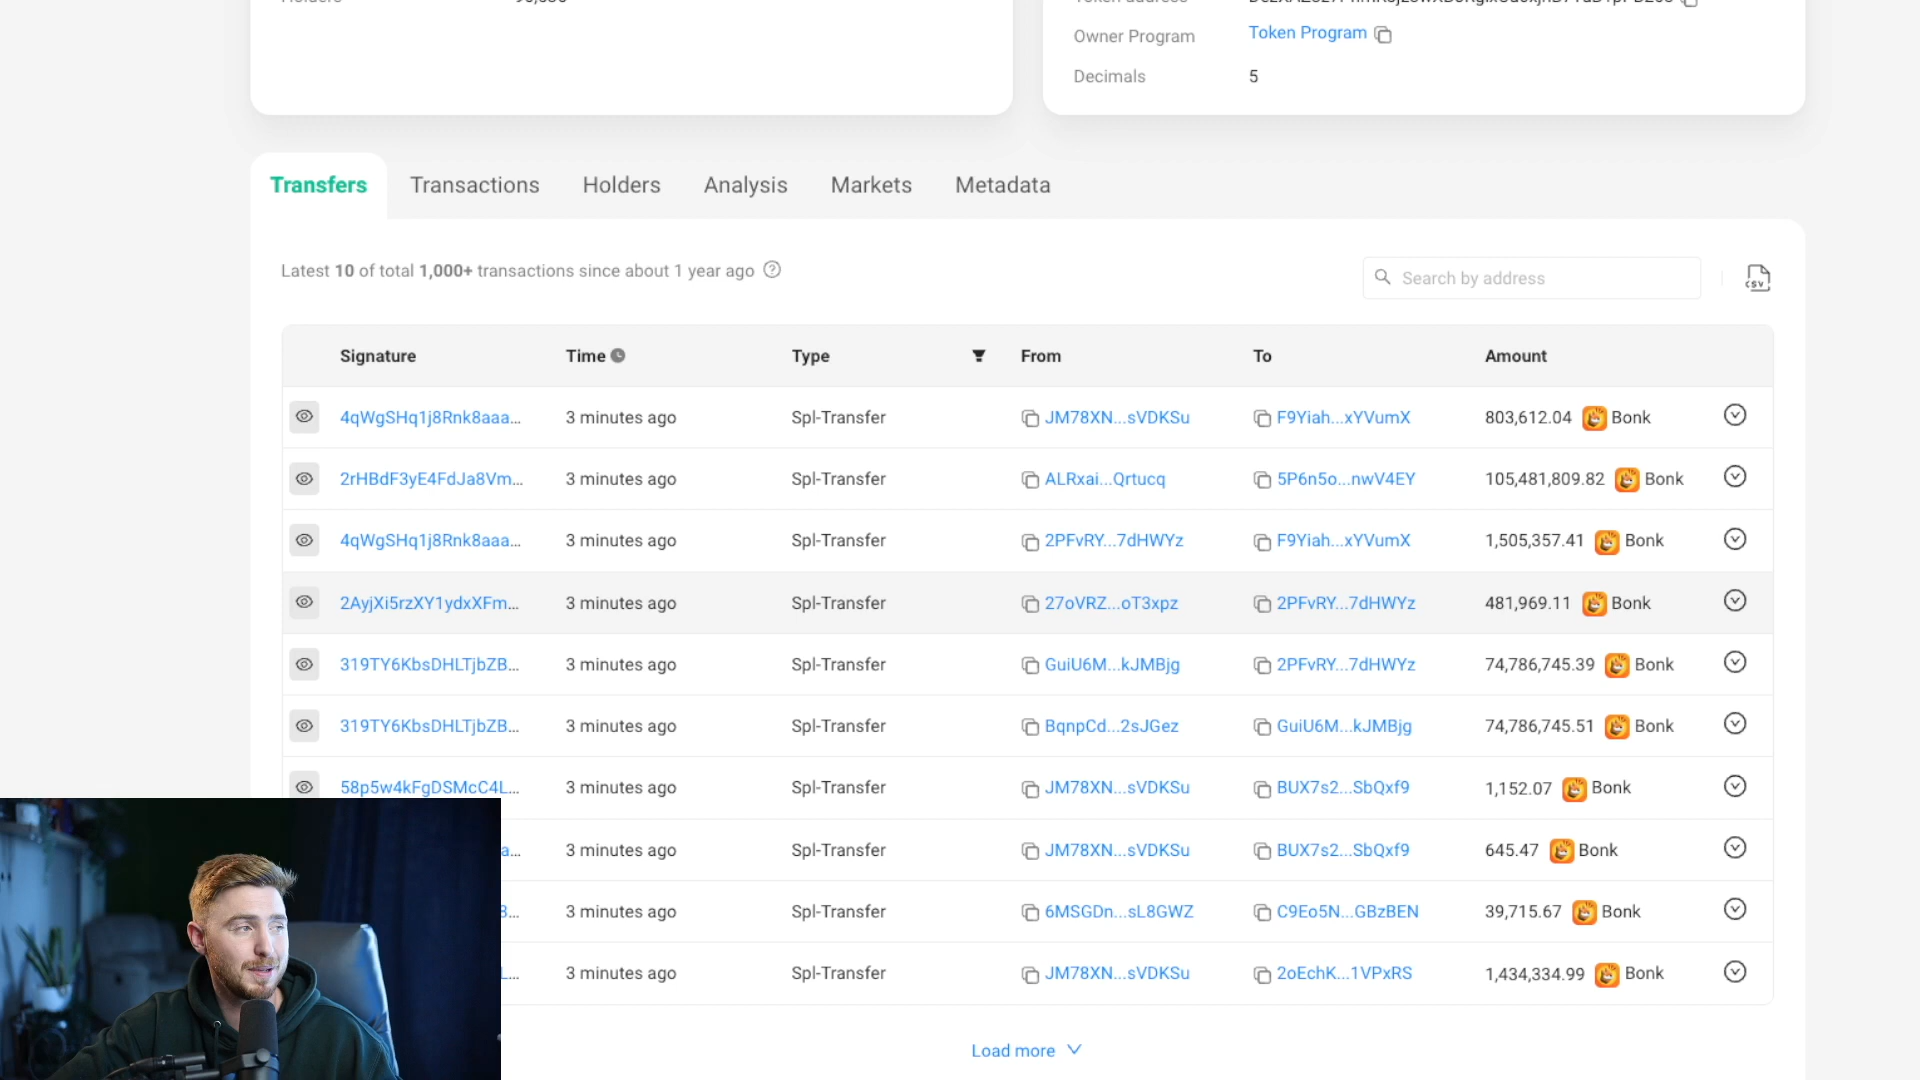 Owner Program Token Program
Decimals 5
Transfers Transactions Holders Analysis Markets Metadata
Latest 10 of total 1,000+ transactions since about 1 year ago
Search by address
CSV
Signature Time Type From To Amount
4qWgSHq1j8Rnk8aaa... 3 minutes ago Spl-Transfer JM78XN...sVDKSu F9Yiah...xYVumX 803,612.04 Bonk
2rHBdF3yE4FdJa8Vm... 3 minutes ago Spl-Transfer ALRxai...Qrtucq 5P6n5o...nwV4EY 105,481,809.82 Bonk
4qWgSHq1j8Rnk8aaa... 3 minutes ago Spl-Transfer 2PFvRY...7dHWYz F9Yiah...xYVumX 1,505,357.41 Bonk
2AyjXi5rzXY1ydxXFm... 3 minutes ago Spl-Transfer 27oVRZ...oT3xpz 2PFvRY...7dHWYz 481,969.11 Bonk
319TY6KbsDHLTjbZB... 3 minutes ago Spl-Transfer GuiU6M...kJMBjg 2PFvRY...7dHWYz 74,786,745.39 Bonk
319TY6KbsDHLTjbZB... 3 minutes ago Spl-Transfer BqnpCd...2sJGez GuiU6M...kJMBjg 74,786,745.51 Bonk
58p5w4kFgDSMcC4L... 3 minutes ago Spl-Transfer JM78XN...sVDKSu BUX7s2...SbQxf9 1,152.07 Bonk
a... 3 minutes ago Spl-Transfer JM78XN...sVDKSu BUX7s2...SbQxf9 645.47 Bonk
3 minutes ago Spl-Transfer 6MSGDn...sL8GWZ C9Eo5N...GBzBEN 39,715.67 Bonk
L... 3 minutes ago Spl-Transfer JM78XN...sVDKSu 2oEchK...1VPxRS 1,434,334.99 Bonk
Load more